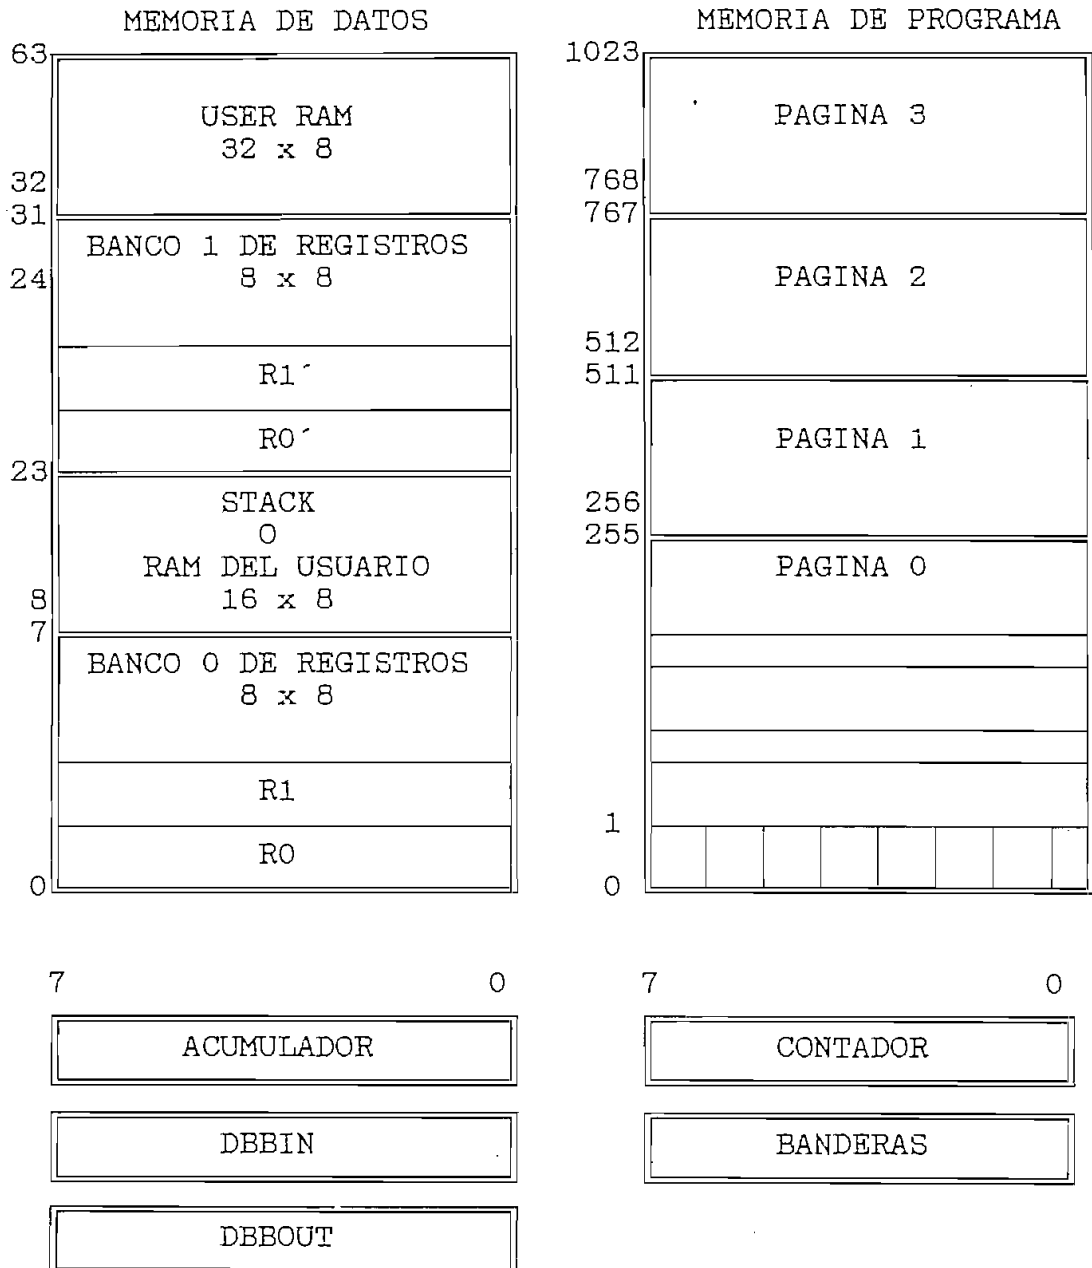 MEMORIA DE DATOS
63
USER RAM
32 x 8
32
31
BANCO 1 DE REGISTROS
24
8 x 8
R1´
R0´
23
STACK
O
RAM DEL USUARIO
8
16 x 8
7
BANCO 0 DE REGISTROS
8 x 8
R1
R0
0
MEMORIA DE PROGRAMA
1023
PAGINA 3
768
767
PAGINA 2
512
511
PAGINA 1
256
255
PAGINA 0
1
0
7 0
ACUMULADOR
DBBIN
DBBOUT
7 0
CONTADOR
BANDERAS